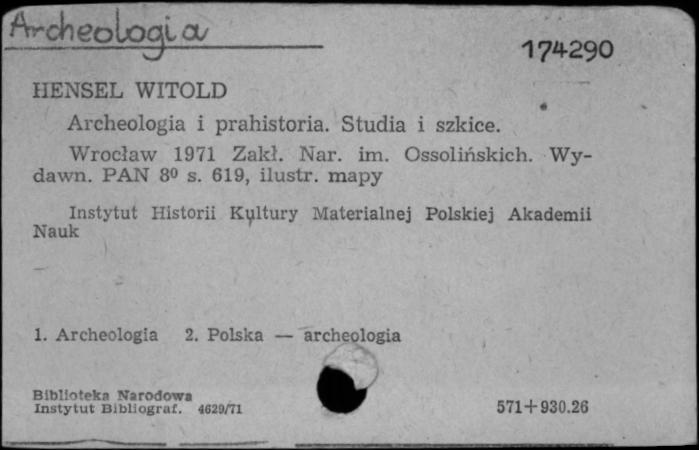 Archeologia
174290
HENSEL WITOLD
Archeologia i prahistoria. Studia i szkice.
Wrocław 1971 Zakł. Nar. im. Ossolińskich. Wy-
dawn. PAN 8⁰ s. 619, ilustr. mapy
Instytut Historii Kultury Materialnej Polskiej Akademii
Nauk
1. Archeologia 2. Polska — archeologia
Biblioteka Narodowa
Instytut Bibliograf. 4629/71
571+930.26